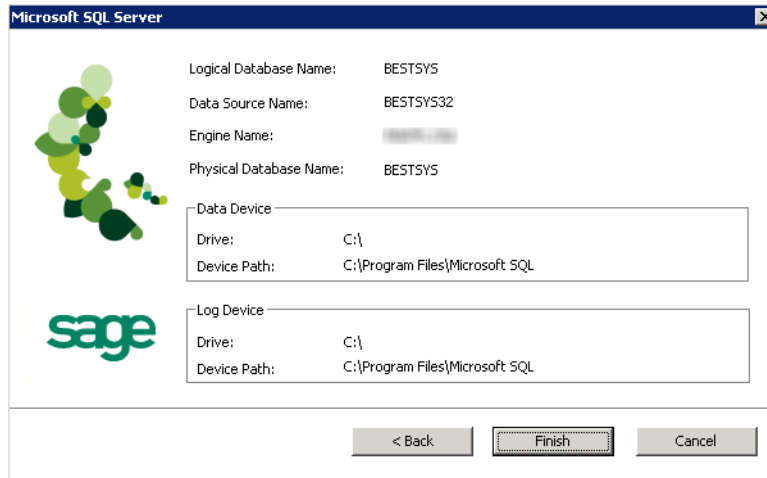 Microsoft SQL Server
Logical Database Name: BESTSYS
Data Source Name: BESTSYS32
Engine Name:
Physical Database Name: BESTSYS
Data Device
Drive: C:\
Device Path: C:\Program Files\Microsoft SQL
sage
Log Device
Drive: C:\
Device Path: C:\Program Files\Microsoft SQL
< Back Finish Cancel